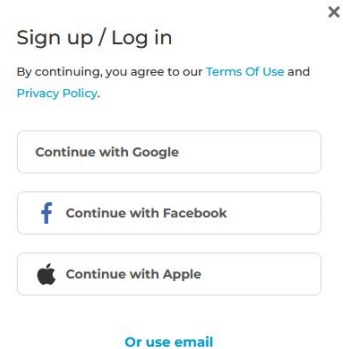 Sign up / Log in
By continuing, you agree to our Terms Of Use and
Privacy Policy.
Continue with Google
Continue with Facebook
Continue with Apple
Or use email